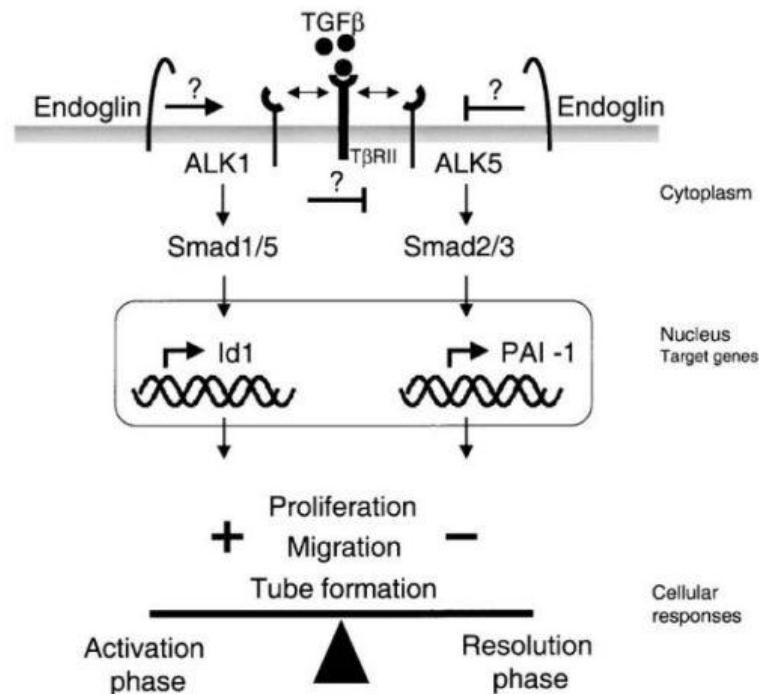 TGFβ
?
?
Endoglin
Endoglin
TβRII
ALK1
ALK5
?
Cytoplasm
Smad1/5
Smad2/3
Nucleus
Target genes
Id1
PAI -1
Proliferation
+
Migration
−
Tube formation
Cellular
responses
Activation
phase
Resolution
phase